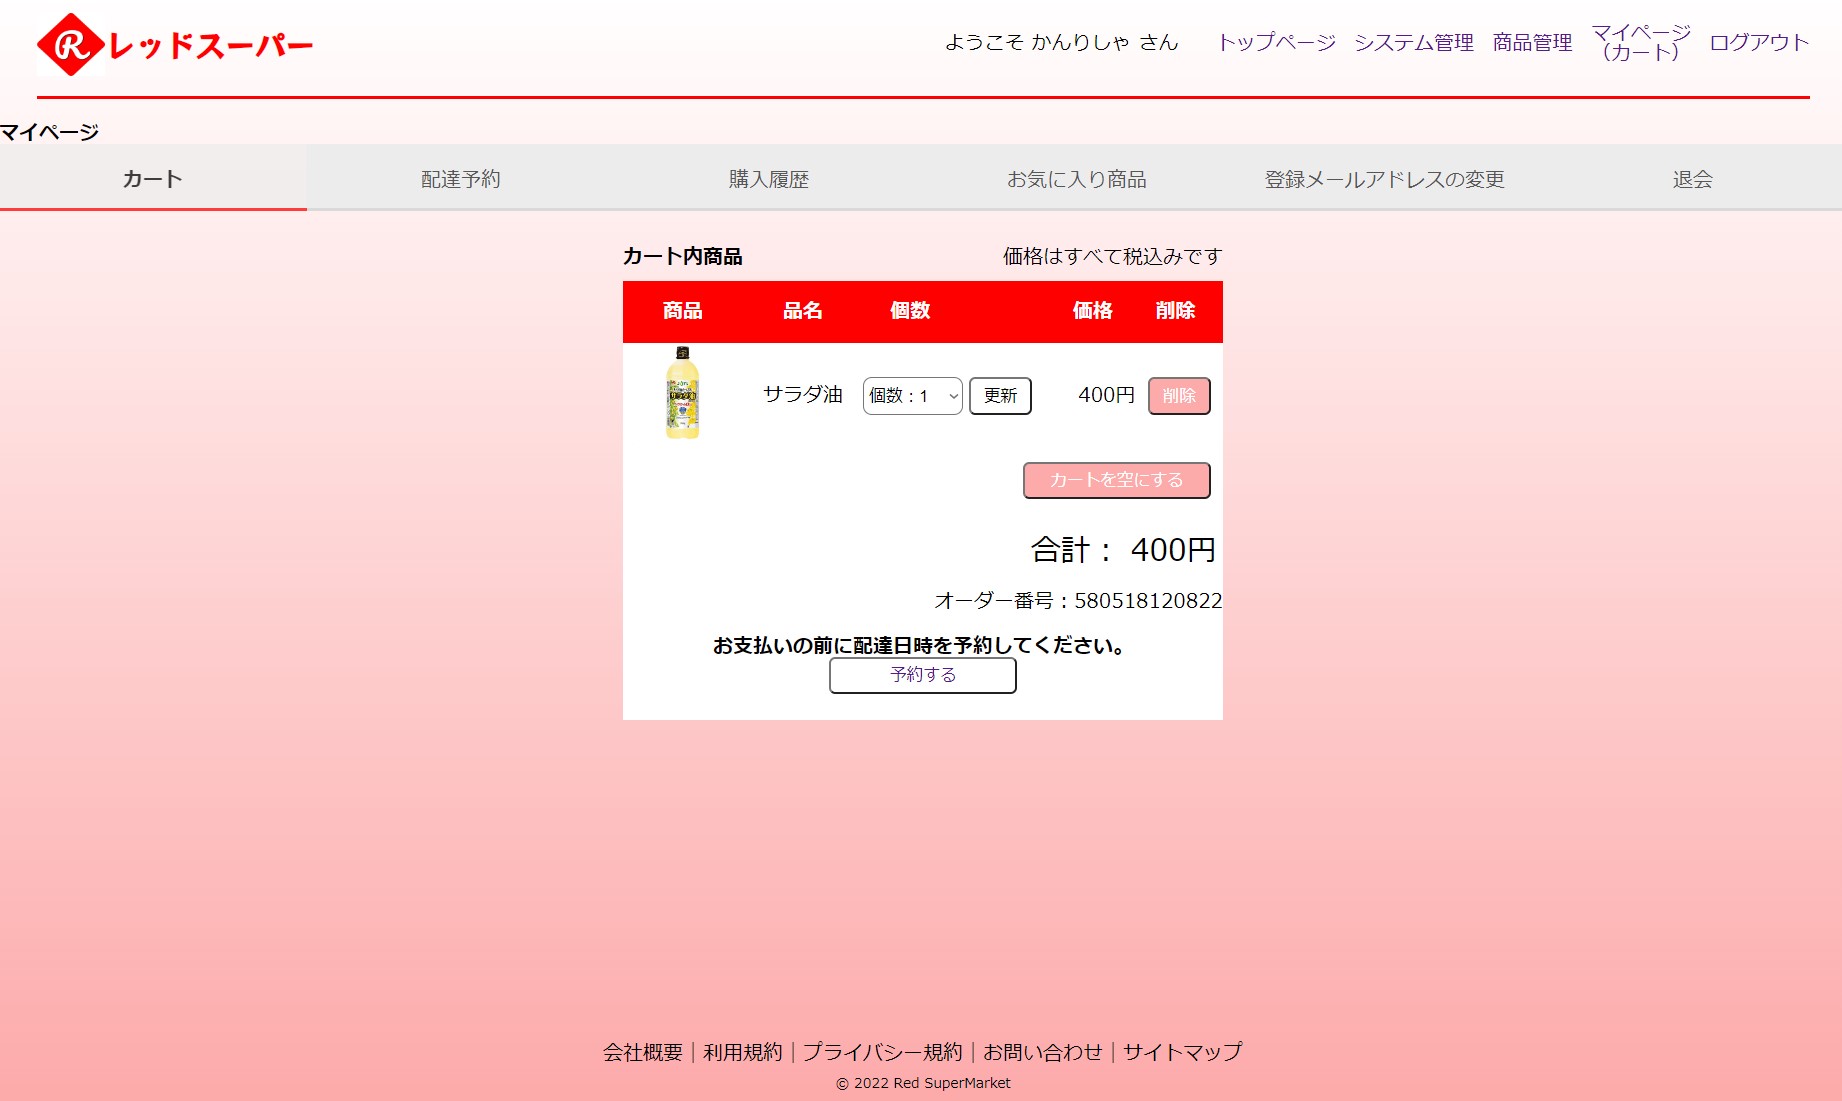 R レッドスーパー
ようこそ かんりしゃ さん トップページ システム管理 商品管理 マイページ（カート） ログアウト
マイページ
カート 配達予約 購入履歴 お気に入り商品 登録メールアドレスの変更 退会
カート内商品 価格はすべて税込みです
商品 品名 個数 価格 削除
サラダ油
サラダ油 個数：1 更新 400円 削除
カートを空にする
合計： 400円
オーダー番号：580518120822
お支払いの前に配達日時を予約してください。
予約する
会社概要｜利用規約｜プライバシー規約｜お問い合わせ｜サイトマップ
© 2022 Red SuperMarket